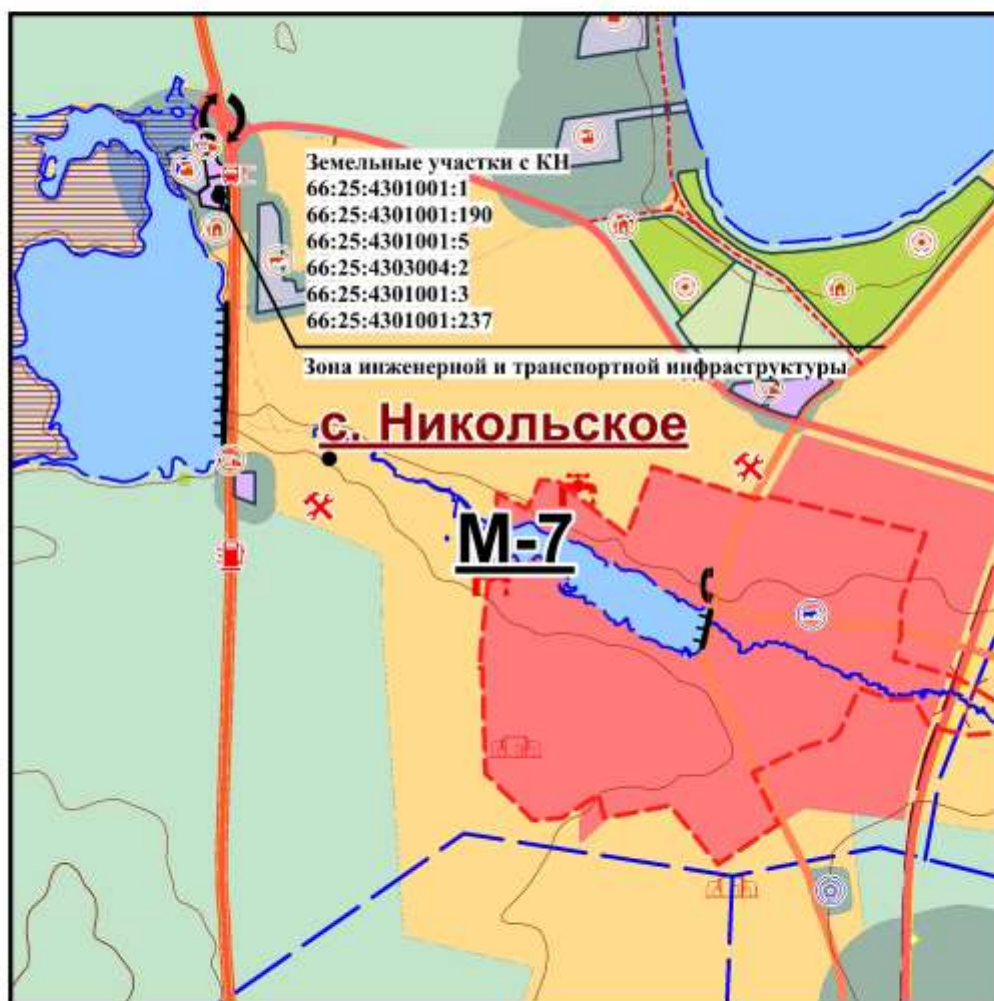 Земельные участки с КН
66:25:4301001:1
66:25:4301001:190
66:25:4301001:5
66:25:4303004:2
66:25:4301001:3
66:25:4301001:237
Зона инженерной и транспортной инфраструктуры
с. Никольское
М-7